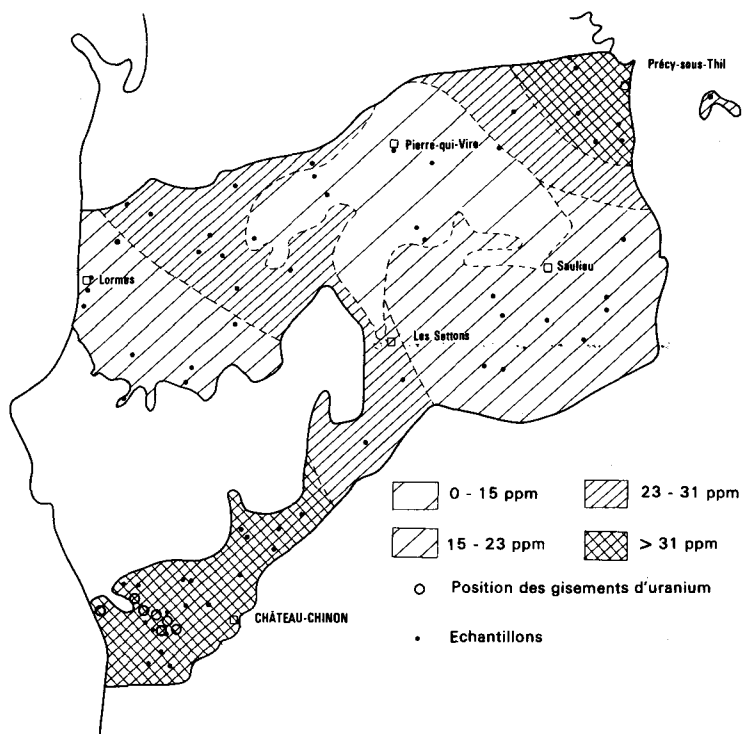 Précy-sous-Thil
Pierre-qui-Vire
Lormes
Saulieu
Les Settons
0 - 15 ppm
23 - 31 ppm
15 - 23 ppm
> 31 ppm
Position des gisements d'uranium
CHÂTEAU-CHINON
Echantillons